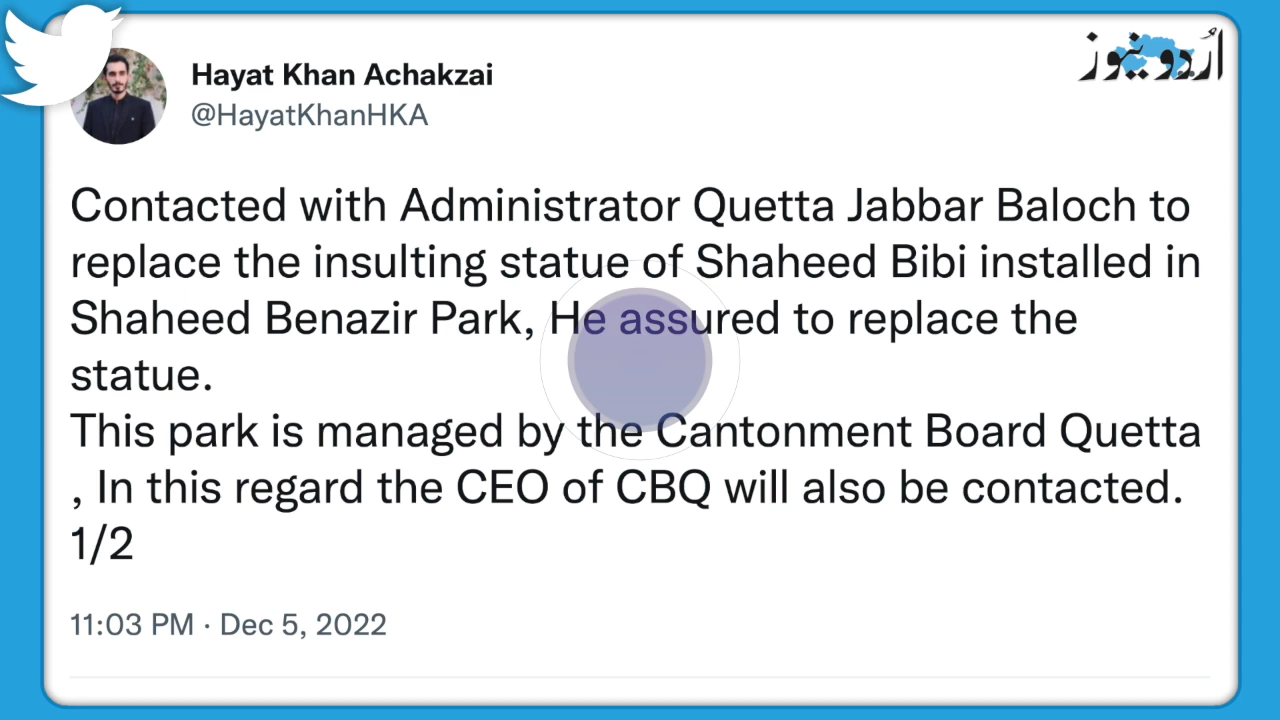 اُردو نیوز
Hayat Khan Achakzai
@HayatKhanHKA
Contacted with Administrator Quetta Jabbar Baloch to
replace the insulting statue of Shaheed Bibi installed in
Shaheed Benazir Park, He assured to replace the
statue.
This park is managed by the Cantonment Board Quetta
, In this regard the CEO of CBQ will also be contacted.
1/2
11:03 PM · Dec 5, 2022